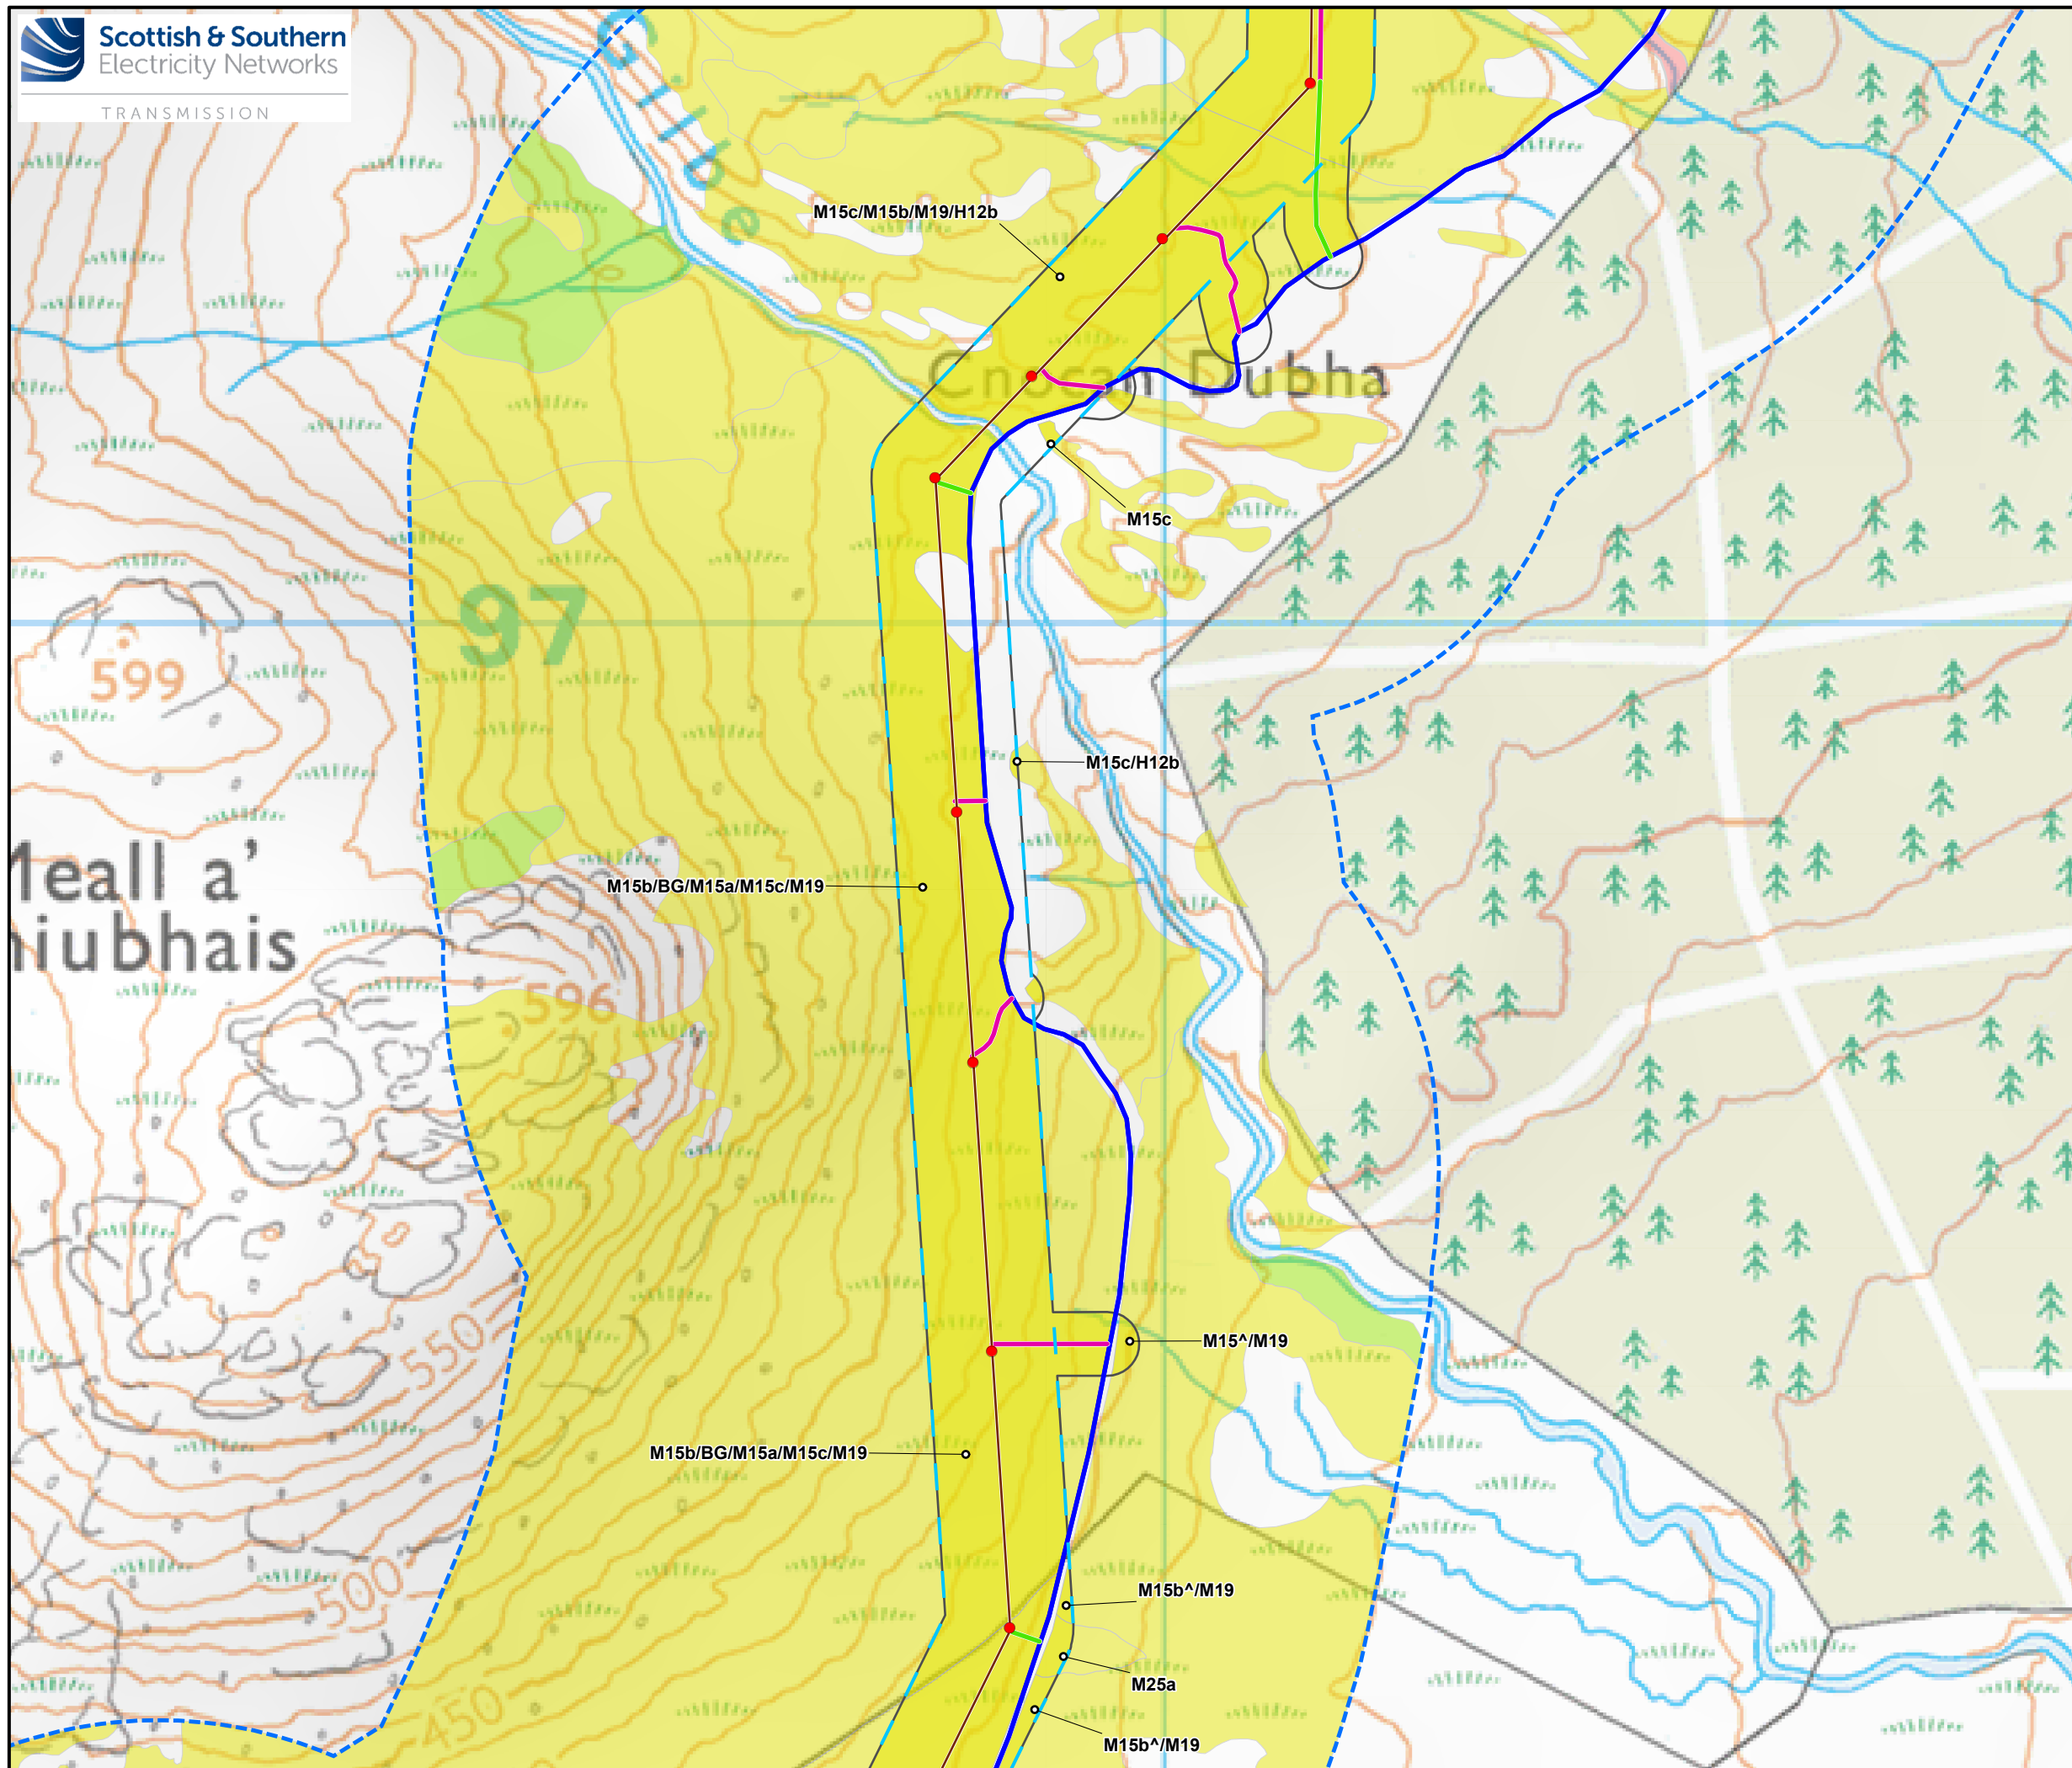 Scottish & Southern
Electricity Networks
TRANSMISSION
Glide
M15c/M15b/M19/H12b
Cnocan Dubha
M15c
97
599
M15c/H12b
Meall a'
M15b/BG/M15a/M15c/M19
596
M15^/M19
550
M15b/BG/M15a/M15c/M19
500
M15b^/M19
M25a
450
M15b^/M19